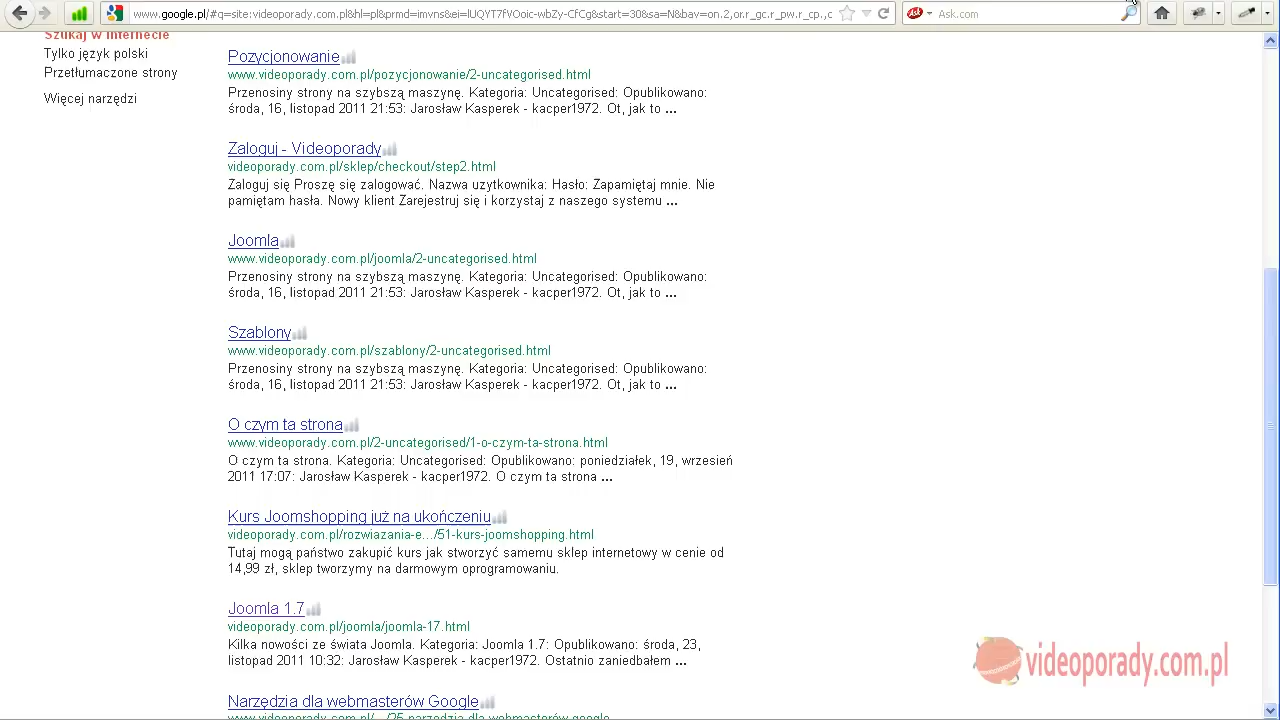 www.google.pl/#q=site:videoporady.com.pl&hl=pl&prmd=imvns&ei=lUQYT7PDOoic-wbZy-CfCg&start=30&sa=N&bav=on.2,or.r_gc.r_pw.r_cp.,c
Ask.com
Szukaj w Internecie
Tylko język polski
Przetłumaczone strony
Więcej narzędzi
Pozycjonowanie
www.videoporady.com.pl/pozycjonowanie/2-uncategorised.html
Przenosiny strony na szybszą maszynę. Kategoria: Uncategorised: Opublikowano:
środa, 16, listopad 2011 21:53: Jarosław Kasperek - kacper1972. Ot, jak to ...
Zaloguj - Videoporady
videoporady.com.pl/sklep/checkout/step2.html
Zaloguj się Proszę się zalogować. Nazwa uzytkownika: Hasło: Zapamiętaj mnie. Nie
pamiętam hasła. Nowy klient Zarejestruj się i korzystaj z naszego systemu ...
Joomla
www.videoporady.com.pl/joomla/2-uncategorised.html
Przenosiny strony na szybszą maszynę. Kategoria: Uncategorised: Opublikowano:
środa, 16, listopad 2011 21:53: Jarosław Kasperek - kacper1972. Ot, jak to ...
Szablony
www.videoporady.com.pl/szablony/2-uncategorised.html
Przenosiny strony na szybszą maszynę. Kategoria: Uncategorised: Opublikowano:
środa, 16, listopad 2011 21:53: Jarosław Kasperek - kacper1972. Ot, jak to ...
O czym ta strona
www.videoporady.com.pl/2-uncategorised/1-o-czym-ta-strona.html
O czym ta strona. Kategoria: Uncategorised: Opublikowano: poniedziałek, 19, wrzesień
2011 17:07: Jarosław Kasperek - kacper1972. O czym ta strona ...
Kurs Joomshopping już na ukończeniu
videoporady.com.pl/rozwiazania-e.../51-kurs-joomshopping.html
Tutaj mogą państwo zakupić kurs jak stworzyć samemu sklep internetowy w cenie od
14,99 zł, sklep tworzymy na darmowym oprogramowaniu.
Joomla 1.7
videoporady.com.pl/joomla/joomla-17.html
Kilka nowości ze świata Joomla. Kategoria: Joomla 1.7: Opublikowano: środa, 23,
listopad 2011 10:32: Jarosław Kasperek - kacper1972. Ostatnio zaniedbałem ...
videoporady.com.pl
Narzędzia dla webmasterów Google
www.videoporady.com.pl/.../25-narzedzia-dla-webmasterow-google